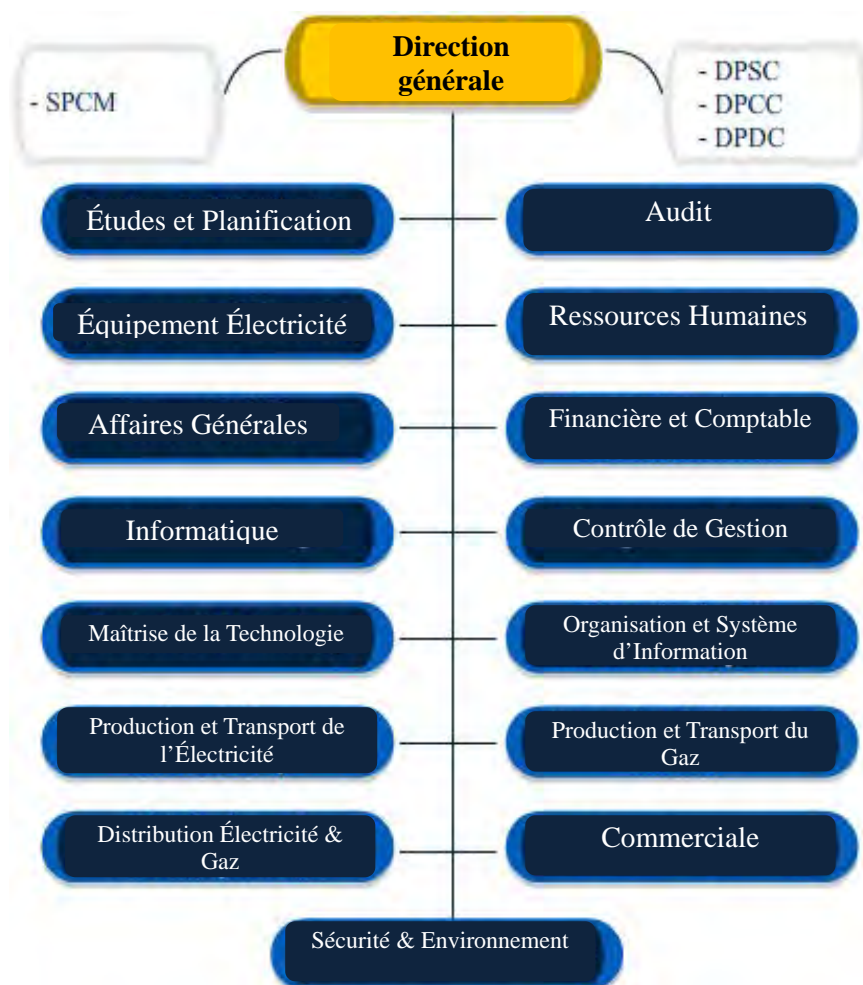 Direction
générale
- SPCM
- DPSC
- DPCC
- DPDC
Études et Planification
Audit
Équipement Électricité
Ressources Humaines
Affaires Générales
Financière et Comptable
Informatique
Contrôle de Gestion
Maîtrise de la Technologie
Organisation et Système
d’Information
Production et Transport de
l’Électricité
Production et Transport du
Gaz
Distribution Électricité &
Gaz
Commerciale
Sécurité & Environnement